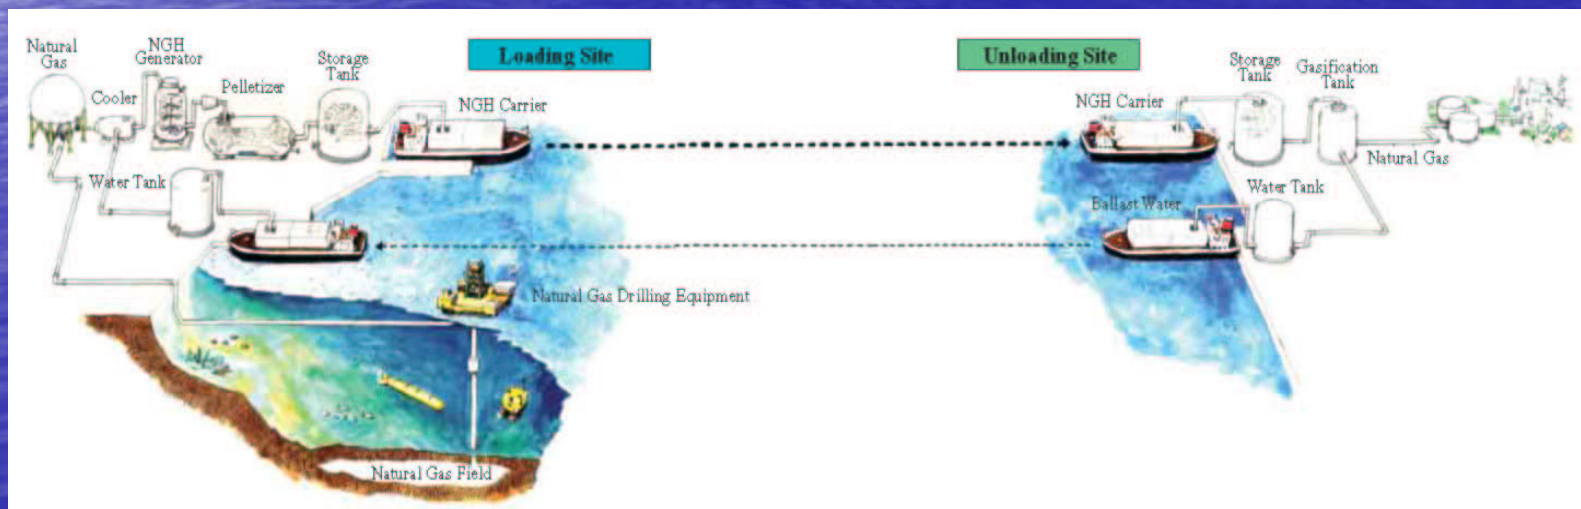 Loading Site
Unloading Site
Natural
Gas
NGH
Generator
Cooler
Pelletizer
Storage
Tank
NGH Carrier
Water Tank
Natural Gas Drilling Equipment
Natural Gas Field
NGH Carrier
Storage
Tank
Gasification
Tank
Natural Gas
Ballast Water
Water Tank